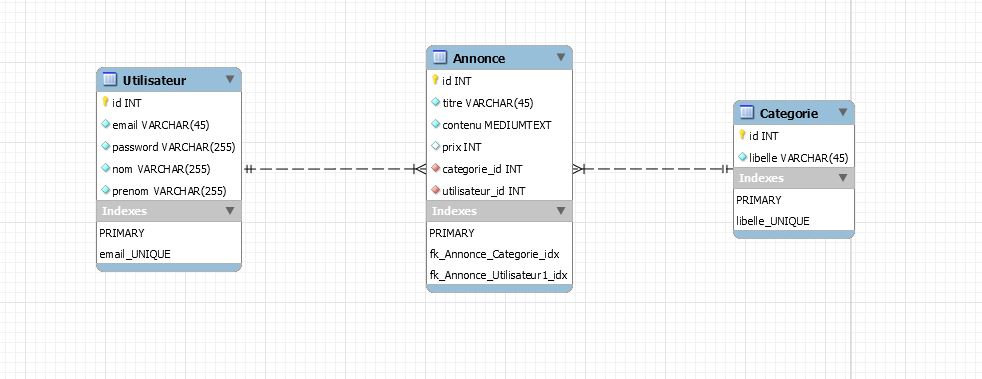 Utilisateur
id INT
email VARCHAR(45)
password VARCHAR(255)
nom VARCHAR(255)
prenom VARCHAR(255)
Indexes
PRIMARY
email_UNIQUE
Annonce
id INT
titre VARCHAR(45)
contenu MEDIUMTEXT
prix INT
categorie_id INT
utilisateur_id INT
Indexes
PRIMARY
fk_Annonce_Categorie_idx
fk_Annonce_Utilisateur1_idx
Categorie
id INT
libelle VARCHAR(45)
Indexes
PRIMARY
libelle_UNIQUE